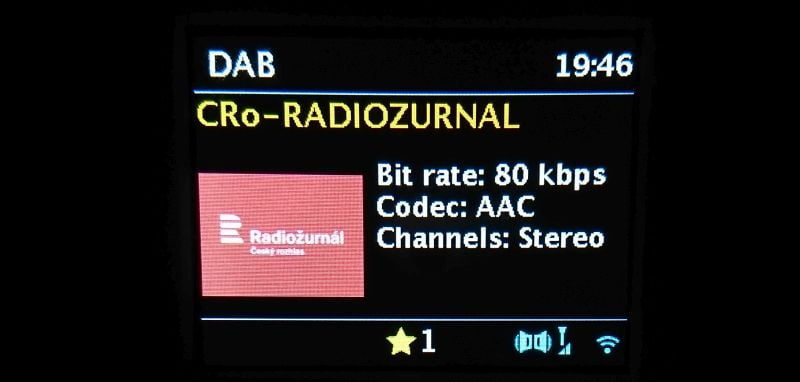 DAB 19:46
CRo-RADIOZURNAL
Bit rate: 80 kbps
Codec: AAC
Channels: Stereo
Radiožurnál
Český rozhlas
1